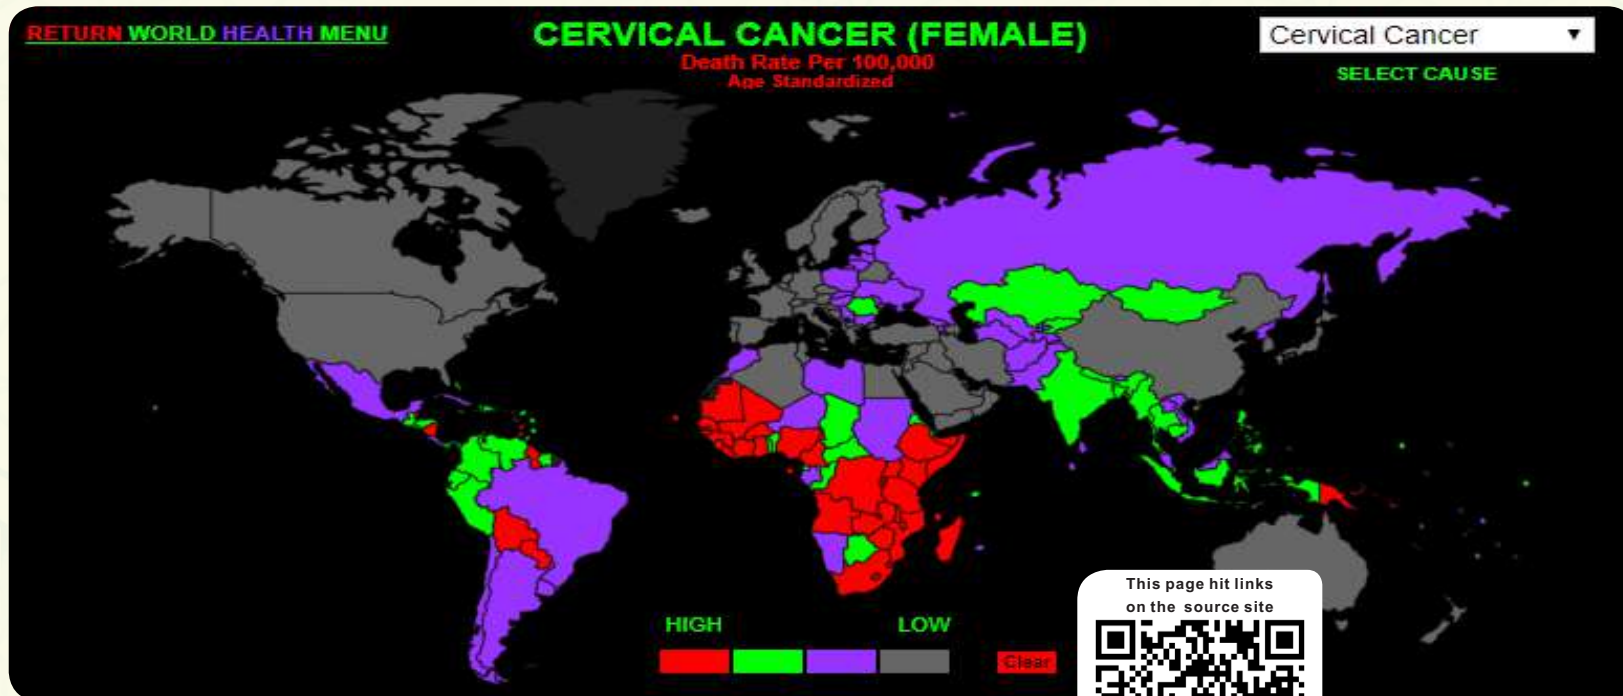 RETURN WORLD HEALTH MENU
CERVICAL CANCER (FEMALE)
Death Rate Per 100,000
Age Standardized
Cervical Cancer
SELECT CAUSE
HIGH
LOW
Clear
This page hit links
on the source site